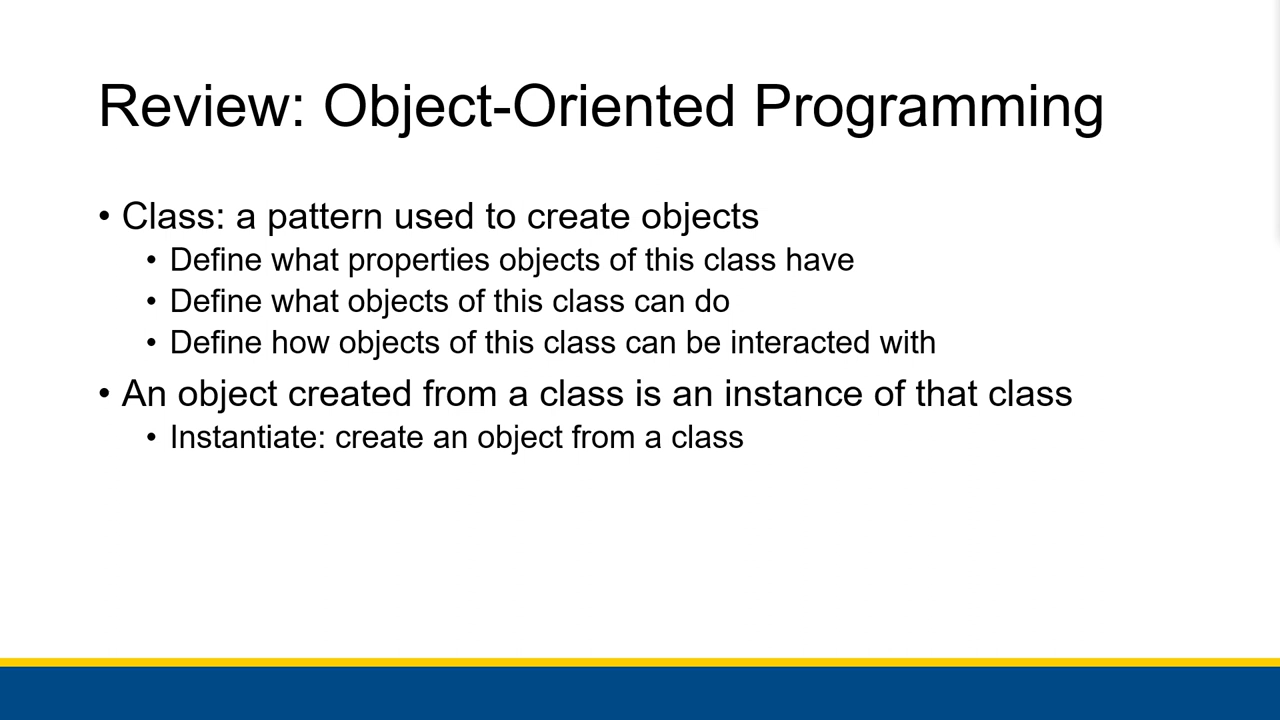 Review: Object-Oriented Programming
• Class: a pattern used to create objects
• Define what properties objects of this class have
• Define what objects of this class can do
• Define how objects of this class can be interacted with
• An object created from a class is an instance of that class
• Instantiate: create an object from a class